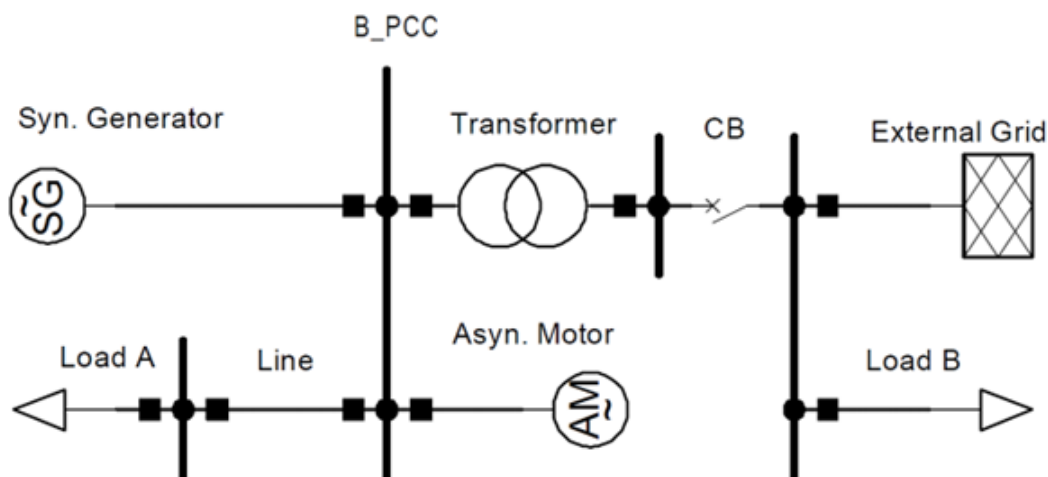 B_PCC
Syn. Generator
Transformer
CB
External Grid
SG
~
Load A
Line
Asyn. Motor
Load B
AM
~